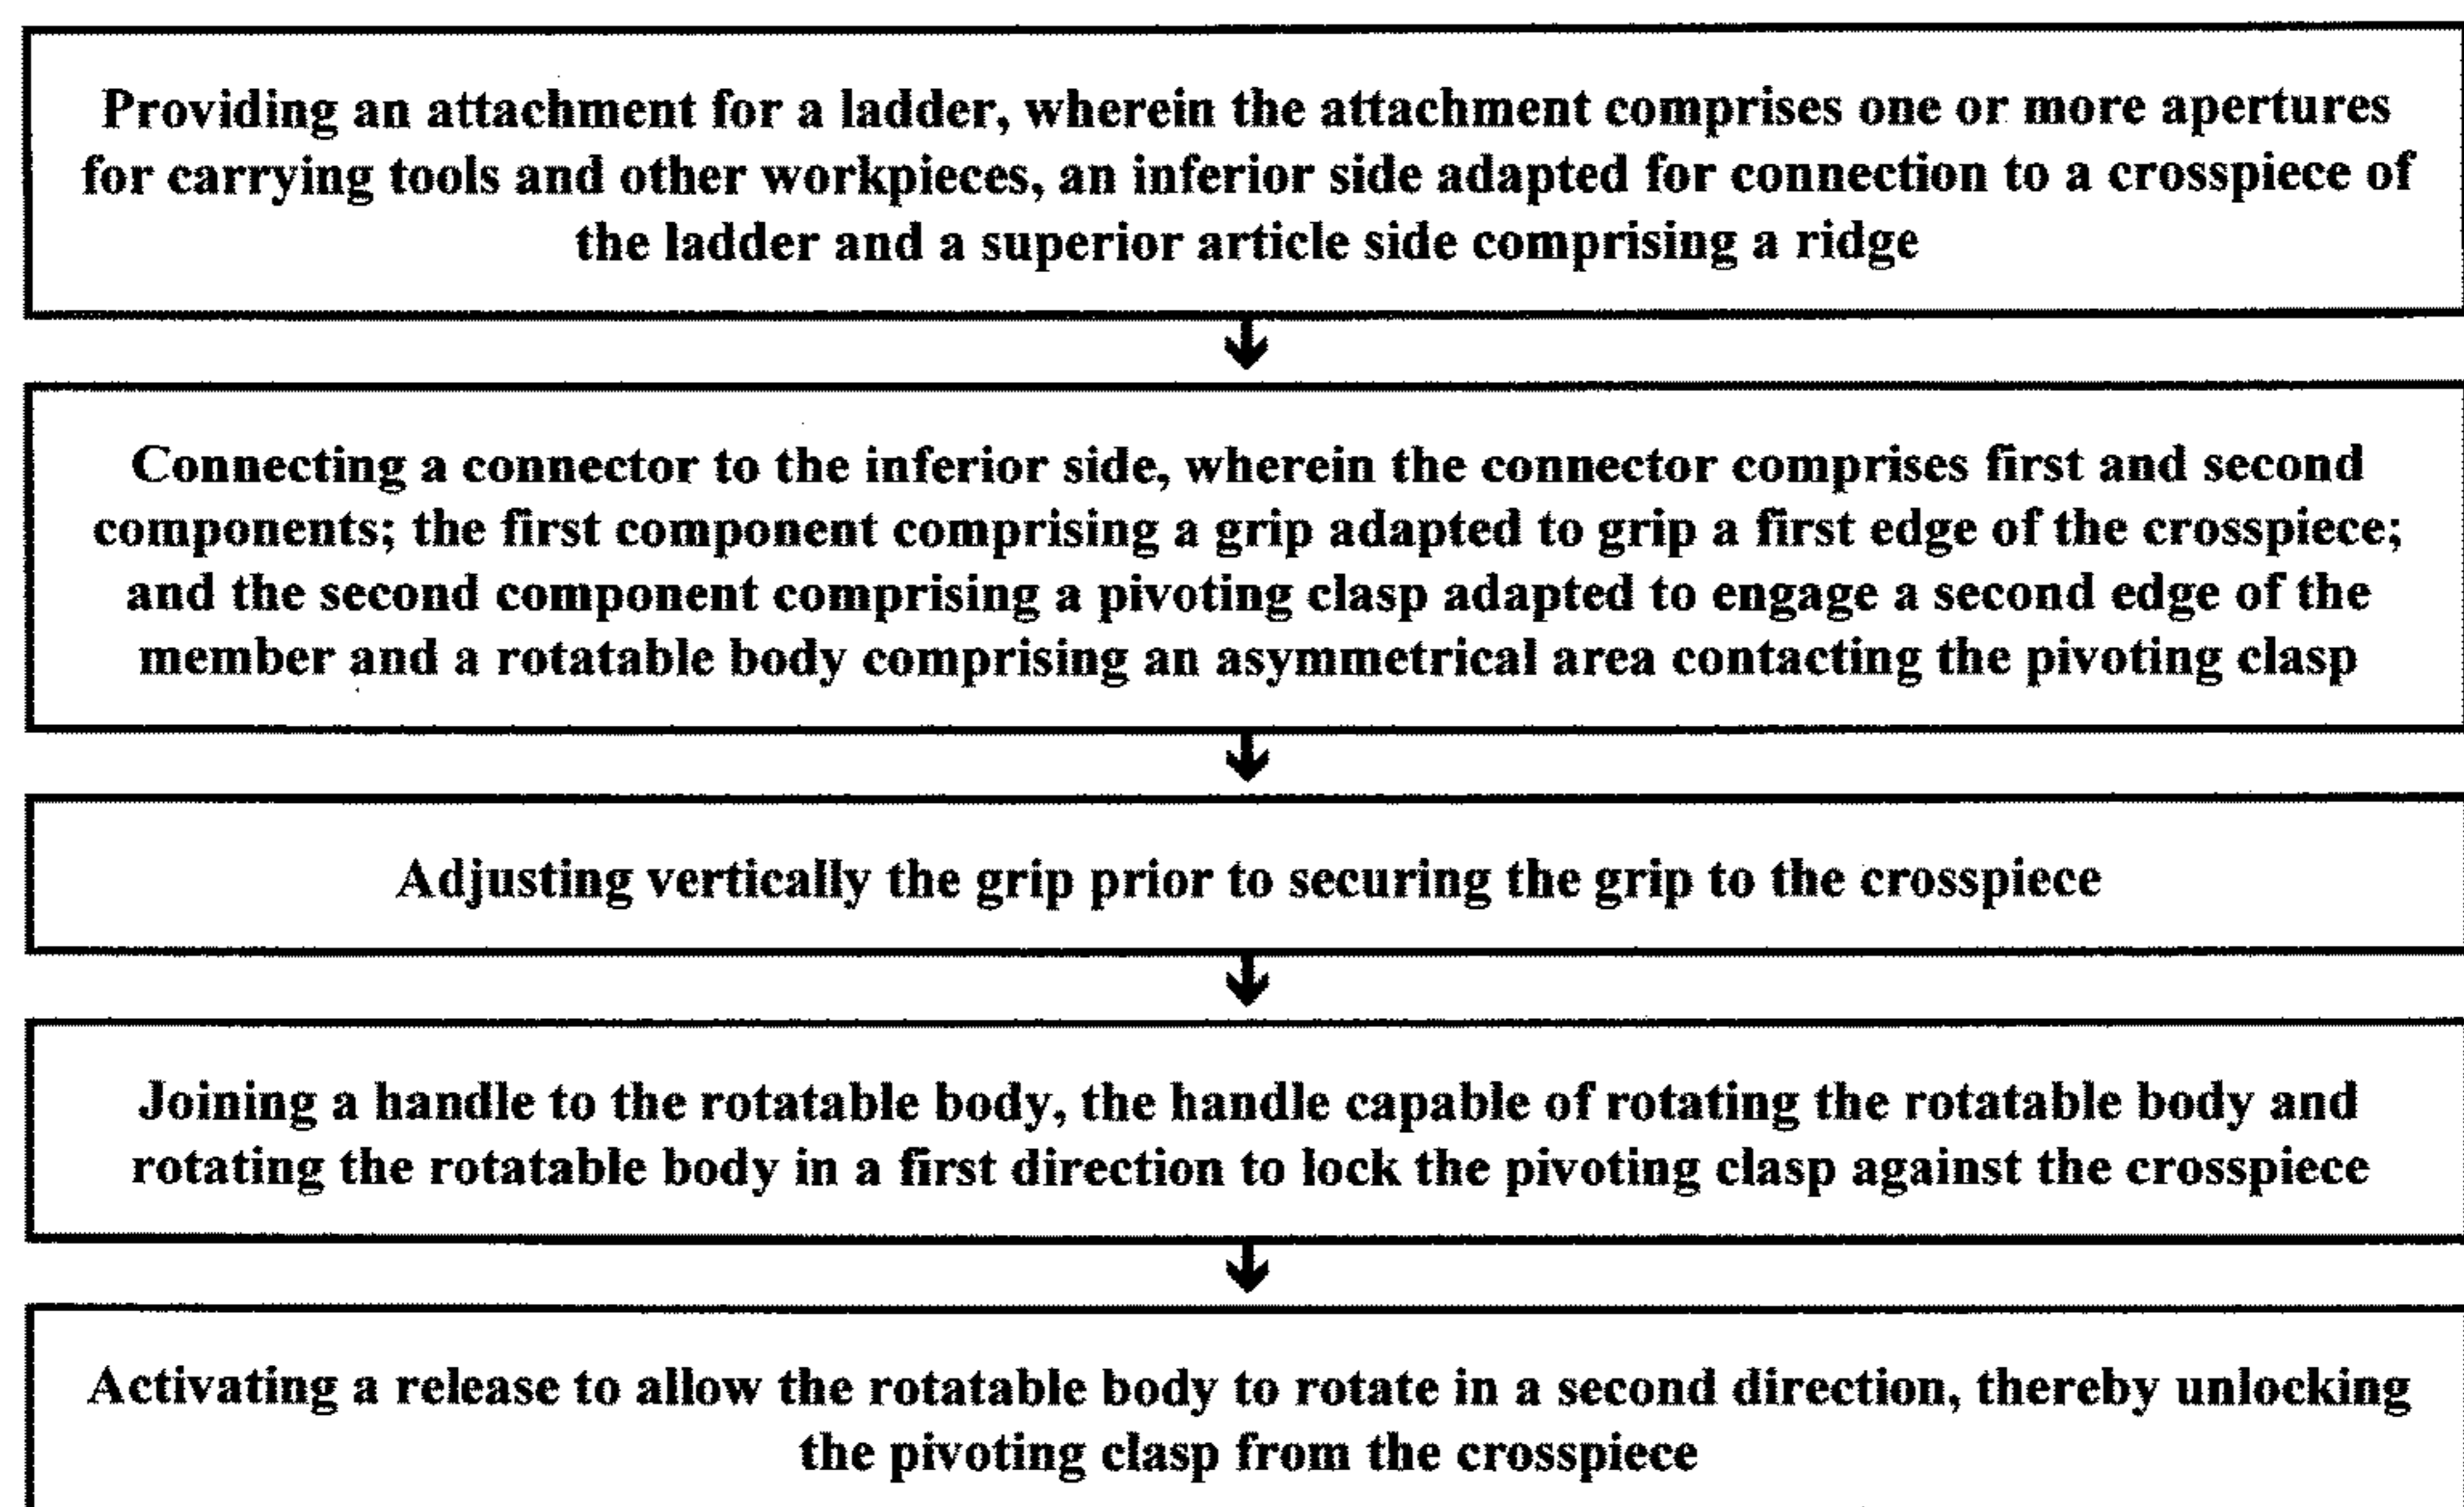 Providing an attachment for a ladder, wherein the attachment comprises one or more apertures
for carrying tools and other workpieces, an inferior side adapted for connection to a crosspiece of
the ladder and a superior article side comprising a ridge
Connecting a connector to the inferior side, wherein the connector comprises first and second
components; the first component comprising a grip adapted to grip a first edge of the crosspiece;
and the second component comprising a pivoting clasp adapted to engage a second edge of the
member and a rotatable body comprising an asymmetrical area contacting the pivoting clasp
Adjusting vertically the grip prior to securing the grip to the crosspiece
Joining a handle to the rotatable body, the handle capable of rotating the rotatable body and
rotating the rotatable body in a first direction to lock the pivoting clasp against the crosspiece
Activating a release to allow the rotatable body to rotate in a second direction, thereby unlocking
the pivoting clasp from the crosspiece